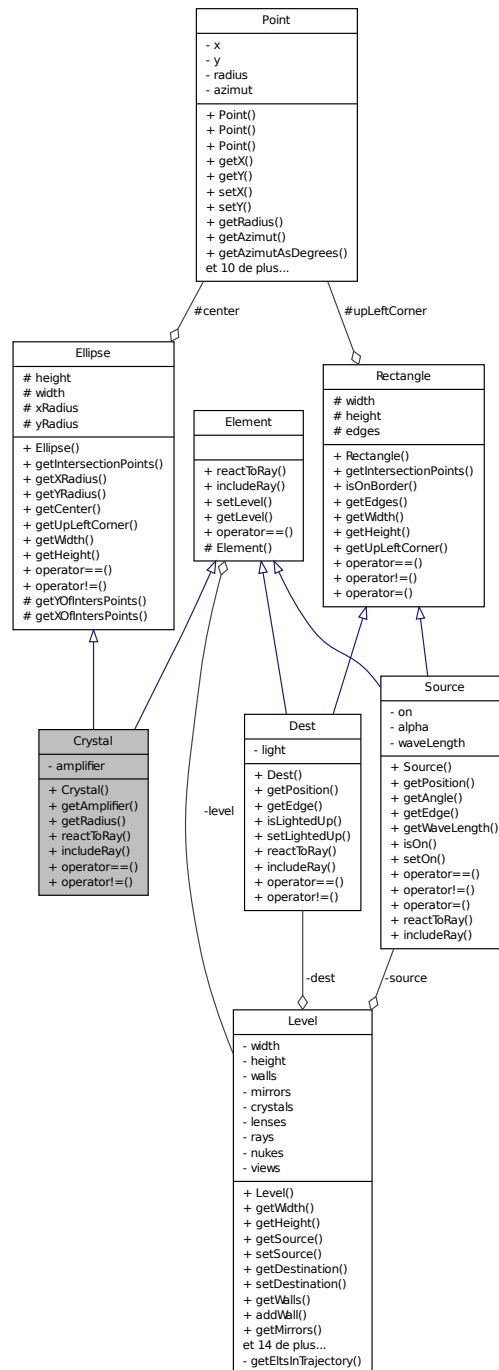 Point
- x
- y
- radius
- azimut
+ Point()
+ Point()
+ Point()
+ getX()
+ getY()
+ setX()
+ setY()
+ getRadius()
+ getAzimut()
+ getAzimutAsDegrees()
et 10 de plus...
#center
#upLeftCorner
Ellipse
# height
# width
# xRadius
# yRadius
+ Ellipse()
+ getIntersectionPoints()
+ getXRadius()
+ getYRadius()
+ getCenter()
+ getUpLeftCorner()
+ getWidth()
+ getHeight()
+ operator==()
+ operator!=()
# getYOfIntersPoints()
# getXOfIntersPoints()
Element
+ reactToRay()
+ includeRay()
+ setLevel()
+ getLevel()
+ operator==()
# Element()
Rectangle
# width
# height
# edges
+ Rectangle()
+ getIntersectionPoints()
+ isOnBorder()
+ getEdges()
+ getWidth()
+ getHeight()
+ getUpLeftCorner()
+ operator==()
+ operator!=()
+ operator=()
Crystal
- amplifier
+ Crystal()
+ getAmplifier()
+ getRadius()
+ reactToRay()
+ includeRay()
+ operator==()
+ operator!=()
-level
Dest
- light
+ Dest()
+ getPosition()
+ getEdge()
+ isLightedUp()
+ setLightedUp()
+ reactToRay()
+ includeRay()
+ operator==()
+ operator!=()
Source
- on
- alpha
- waveLength
+ Source()
+ getPosition()
+ getAngle()
+ getEdge()
+ getWaveLength()
+ isOn()
+ setOn()
+ operator==()
+ operator!=()
+ operator=()
+ reactToRay()
+ includeRay()
-dest
-source
Level
- width
- height
- walls
- mirrors
- crystals
- lenses
- rays
- nukes
- views
+ Level()
+ getWidth()
+ getHeight()
+ getSource()
+ setSource()
+ getDestination()
+ setDestination()
+ getWalls()
+ addWall()
+ getMirrors()
et 14 de plus...
- getEltsInTrajectory()